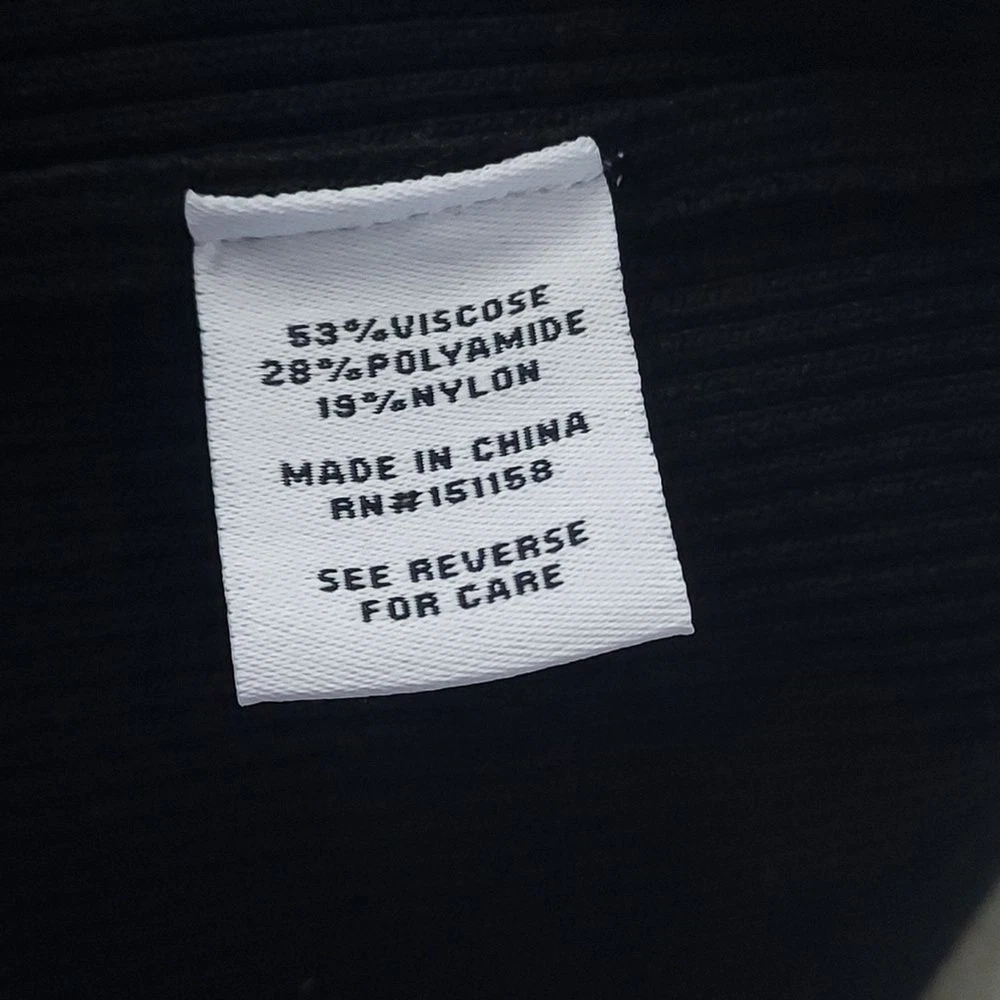 53%VISCOSE
28%POLYAMIDE
19%NYLON
MADE IN CHINA
RN#151158
SEE REVERSE
FOR CARE